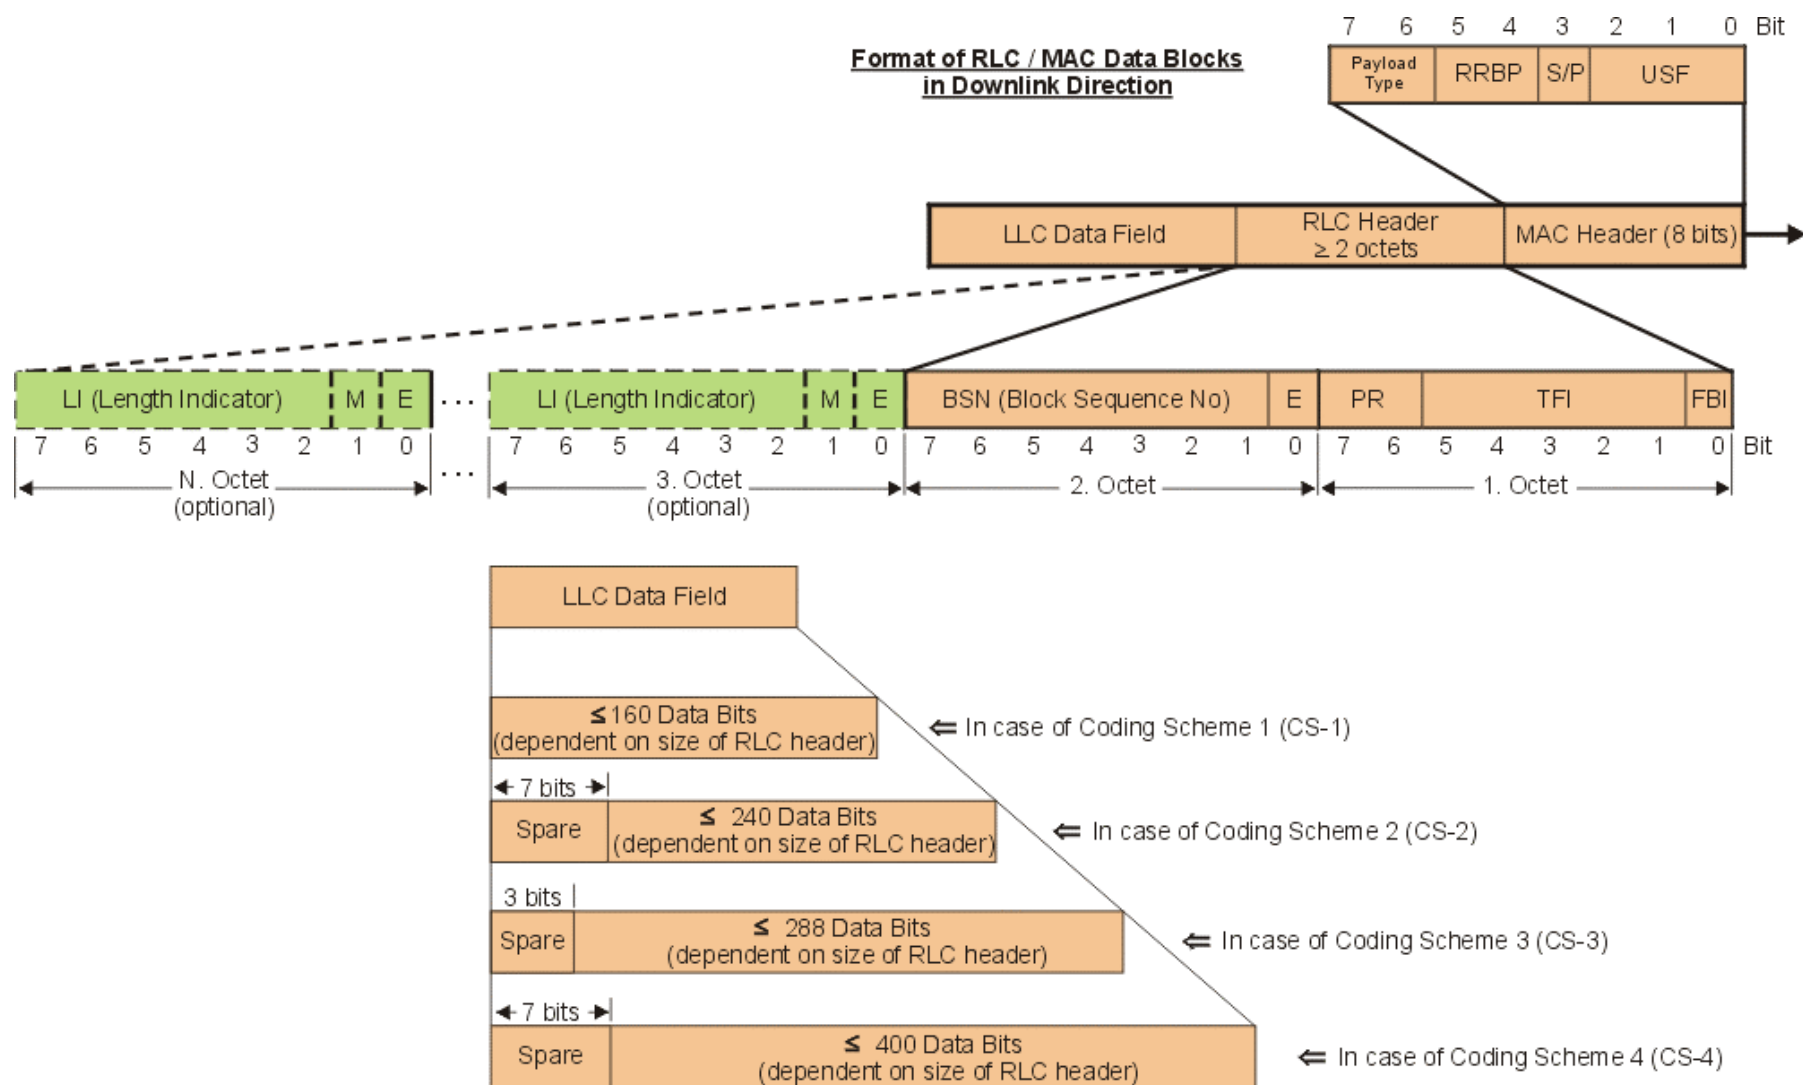 7 6 5 4 3 2 1 0 Bit
Format of RLC / MAC Data Blocks
in Downlink Direction
Payload
Type
RRBP
S/P
USF
LLC Data Field
RLC Header
≥ 2 octets
MAC Header (8 bits)
LI (Length Indicator) M E ... LI (Length Indicator) M E BSN (Block Sequence No) E PR TFI FBI
7 6 5 4 3 2 1 0 7 6 5 4 3 2 1 0 7 6 5 4 3 2 1 0 7 6 5 4 3 2 1 0 Bit
N. Octet
(optional)
...
3. Octet
(optional)
2. Octet
1. Octet
LLC Data Field
≤ 160 Data Bits
(dependent on size of RLC header)
⇐ In case of Coding Scheme 1 (CS-1)
7 bits
Spare
≤ 240 Data Bits
(dependent on size of RLC header)
⇐ In case of Coding Scheme 2 (CS-2)
3 bits
Spare
≤ 288 Data Bits
(dependent on size of RLC header)
⇐ In case of Coding Scheme 3 (CS-3)
7 bits
Spare
≤ 400 Data Bits
(dependent on size of RLC header)
⇐ In case of Coding Scheme 4 (CS-4)